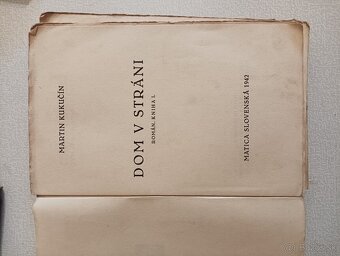 MARTIN KUKUČÍN
DOM V STRÁNI
ROMÁN. KNIHA I.
MATICA SLOVENSKÁ 1942